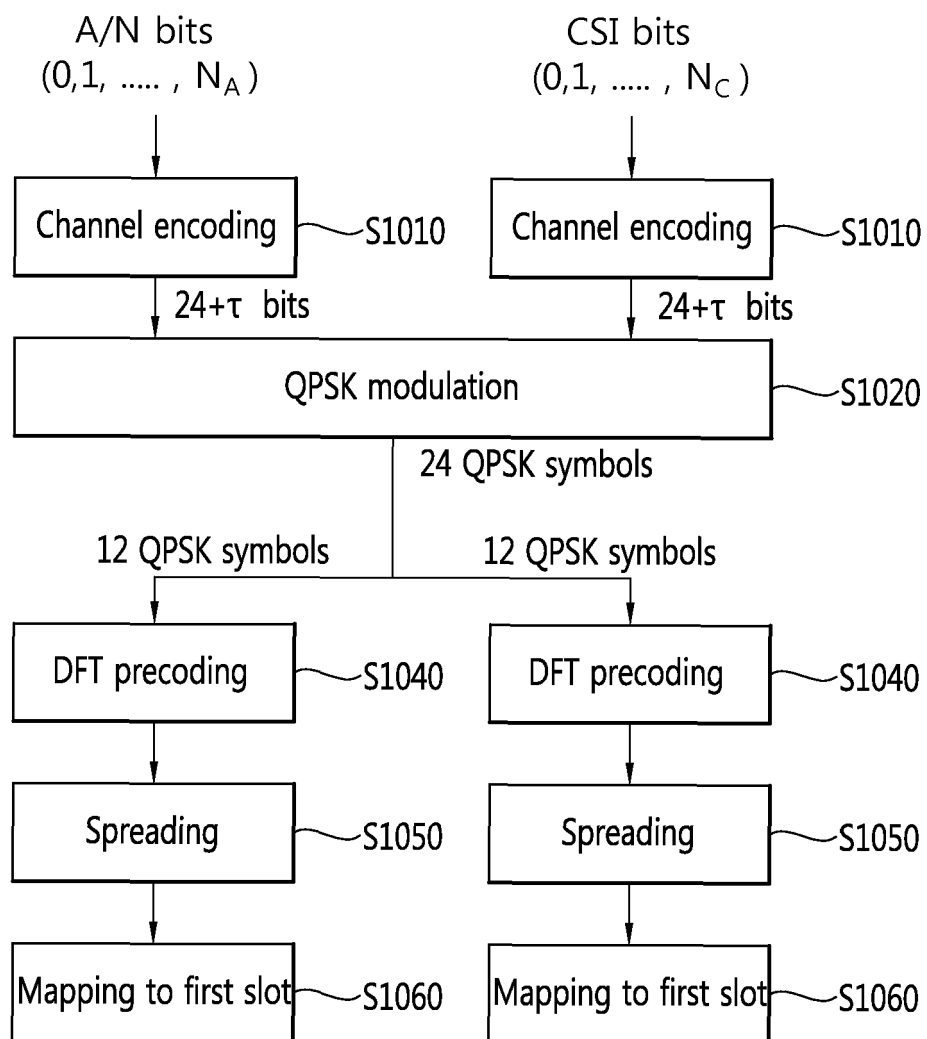 A/N bits
(0,1, ..... , N_A )
CSI bits
(0,1, ..... , N_C )
Channel encoding
S1010
Channel encoding
S1010
24+τ bits
24+τ bits
QPSK modulation
S1020
24 QPSK symbols
12 QPSK symbols
12 QPSK symbols
DFT precoding
S1040
DFT precoding
S1040
Spreading
S1050
Spreading
S1050
Mapping to first slot
S1060
Mapping to first slot
S1060